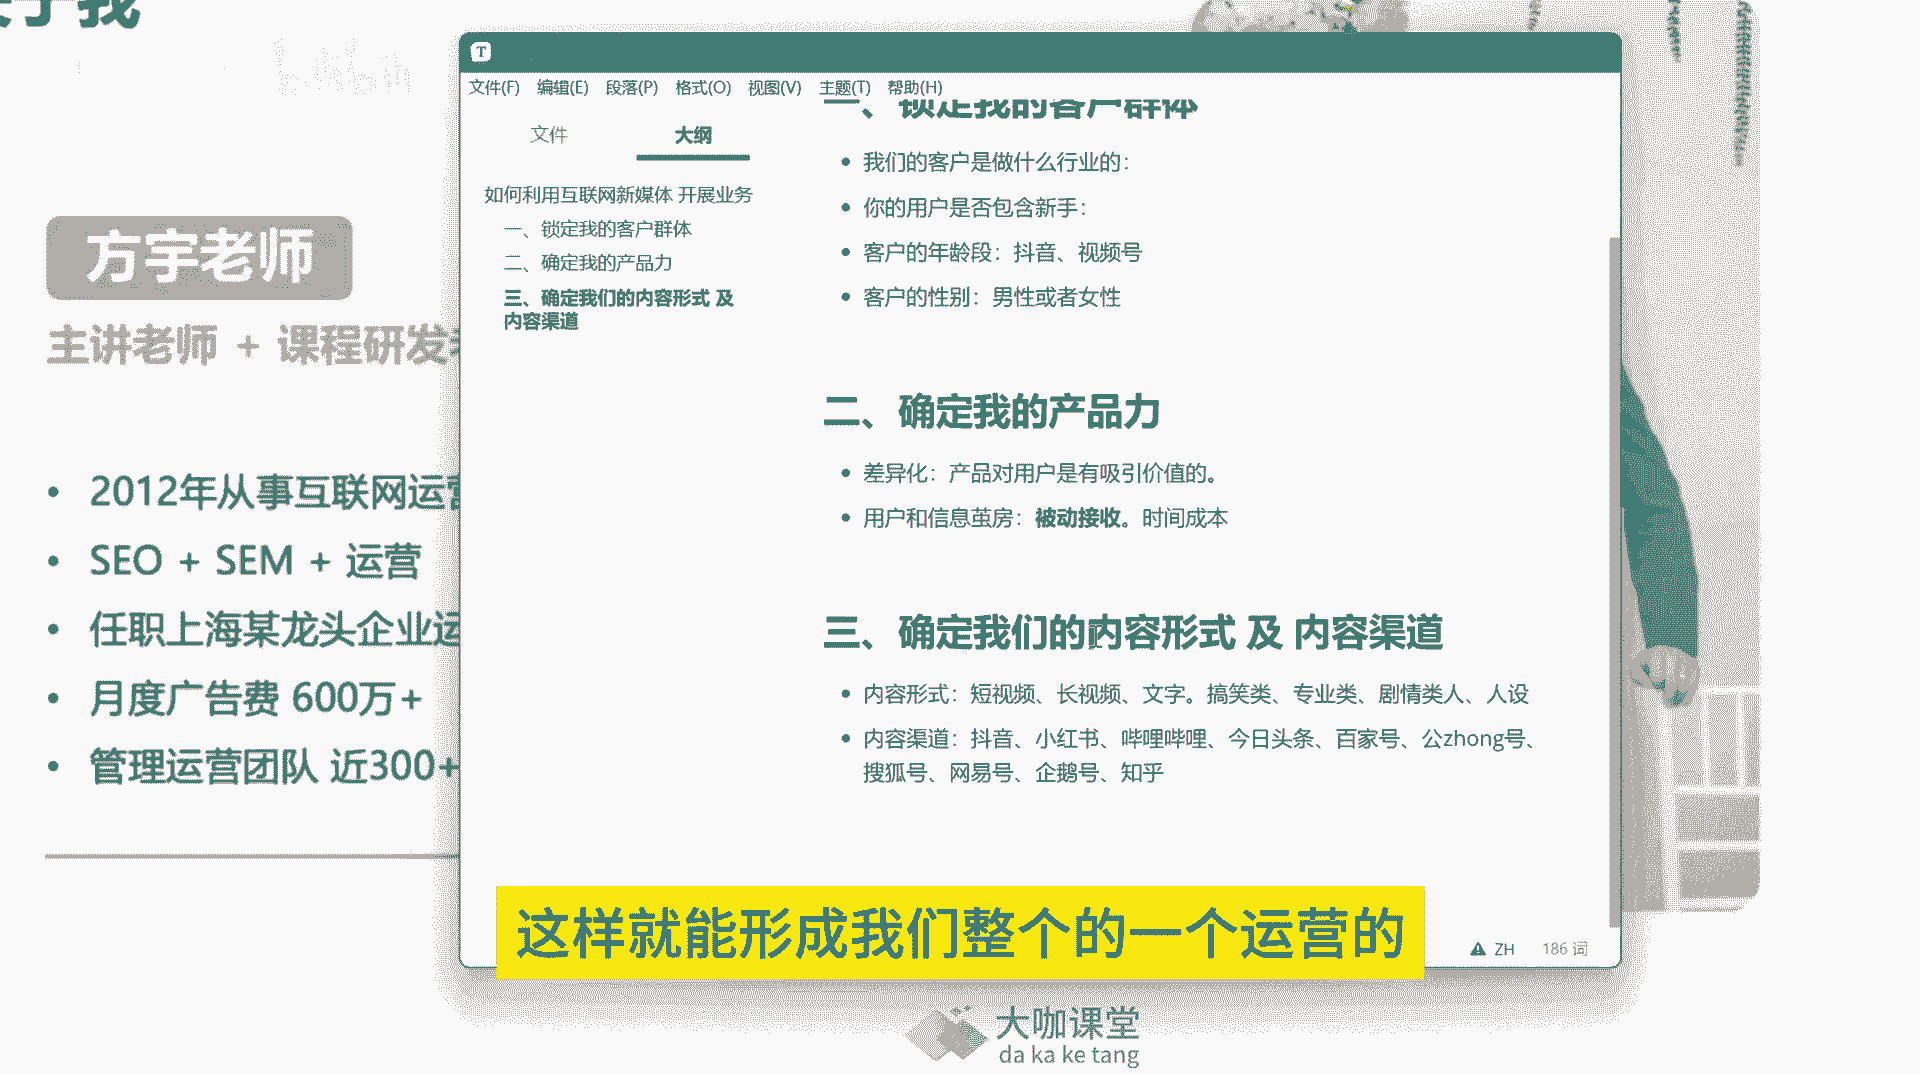 于我
bilibili
方宇老师
主讲老师 + 课程研发
2012年从事互联网运营
SEO + SEM + 运营
任职上海某龙头企业运
月度广告费 600万+
管理运营团队 近300+
T
文件(F) 编辑(E) 段落(P) 格式(O) 视图(V) 主题(T) 帮助(H)
文件 大纲
如何利用互联网新媒体 开展业务
一、锁定我的客户群体
二、确定我的产品力
三、确定我们的内容形式 及
内容渠道
一、锁定我的客户群体
我们的客户是做什么行业的：
你的用户是否包含新手：
客户的年龄段：抖音、视频号
客户的性别：男性或者女性
二、确定我的产品力
差异化：产品对用户是有吸引价值的。
用户和信息茧房：被动接收。时间成本
三、确定我们的内容形式 及 内容渠道
内容形式：短视频、长视频、文字。搞笑类、专业类、剧情类人、人设
内容渠道：抖音、小红书、哔哩哔哩、今日头条、百家号、公zhong号、
搜狐号、网易号、企鹅号、知乎
ZH 186 词
这样就能形成我们整个的一个运营的
大咖课堂
da ka ke tang